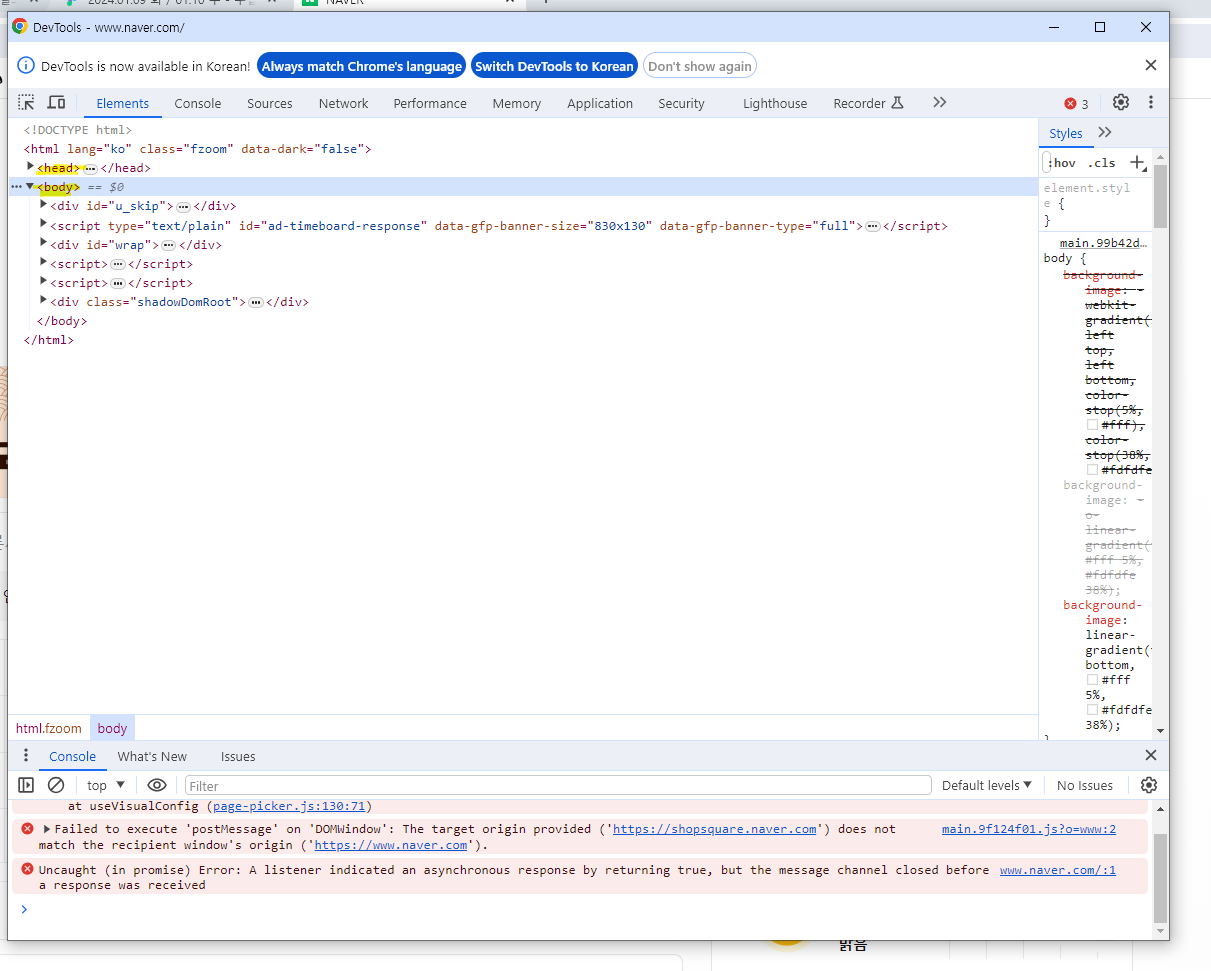 2024.01.09 화 / 01.10 수 - 수
NAVER
DevTools - www.naver.com/
DevTools is now available in Korean! Always match Chrome's language Switch DevTools to Korean Don't show again
Elements Console Sources Network Performance Memory Application Security Lighthouse Recorder 3
<!DOCTYPE html>
<html lang="ko" class="fzoom" data-dark="false">
<head> … </head>
<body> == $0
<div id="u_skip"> … </div>
<script type="text/plain" id="ad-timeboard-response" data-gfp-banner-size="830x130" data-gfp-banner-type="full"> … </script>
<div id="wrap"> … </div>
<script> … </script>
<script> … </script>
<div class="shadowDomRoot"> … </div>
</body>
</html>
Styles
:hov .cls
element.styl
e {
}
main.99b42d…
body {
background-
image: -
webkit-
gradient(
left
top,
left
bottom,
color-
stop(5%,
#fff),
color-
stop(38%,
#fdfdfe
background-
image: -
o-
linear-
gradient(
#fff 5%,
#fdfdfe
38%);
background-
image:
linear-
gradient(
bottom,
#fff
5%,
#fdfdfe
38%);
}
html.fzoom body
Console What's New Issues
top Filter Default levels No Issues
at useVisualConfig (page-picker.js:130:71)
Failed to execute 'postMessage' on 'DOMWindow': The target origin provided ('https://shopsquare.naver.com') does not main.9f124f01.js?o=www:2
match the recipient window's origin ('https://www.naver.com').
Uncaught (in promise) Error: A listener indicated an asynchronous response by returning true, but the message channel closed before www.naver.com/:1
a response was received
>
맑음